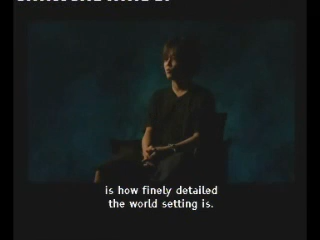 is how finely detailed
the world setting is.